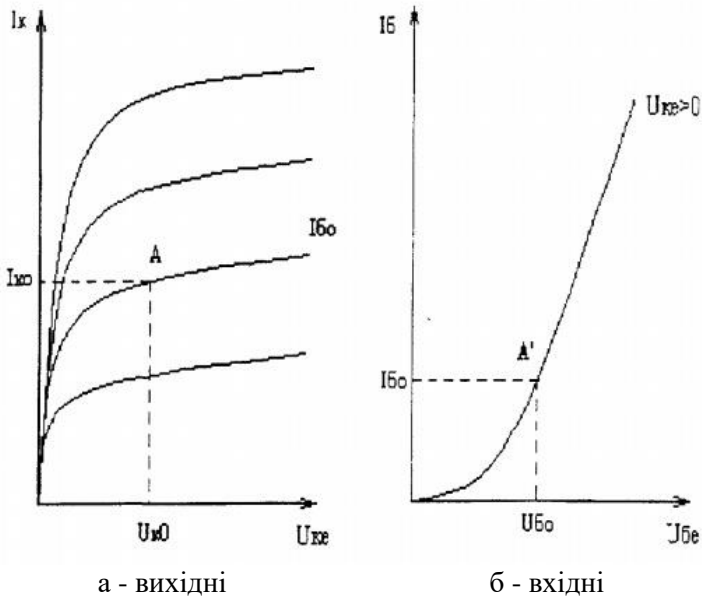 Iк
Iб
Uке>0
Iбо
A
Iко
A'
Iбо
Uк0
Uке
Uбо
Uбе
а - вихідні
б - вхідні